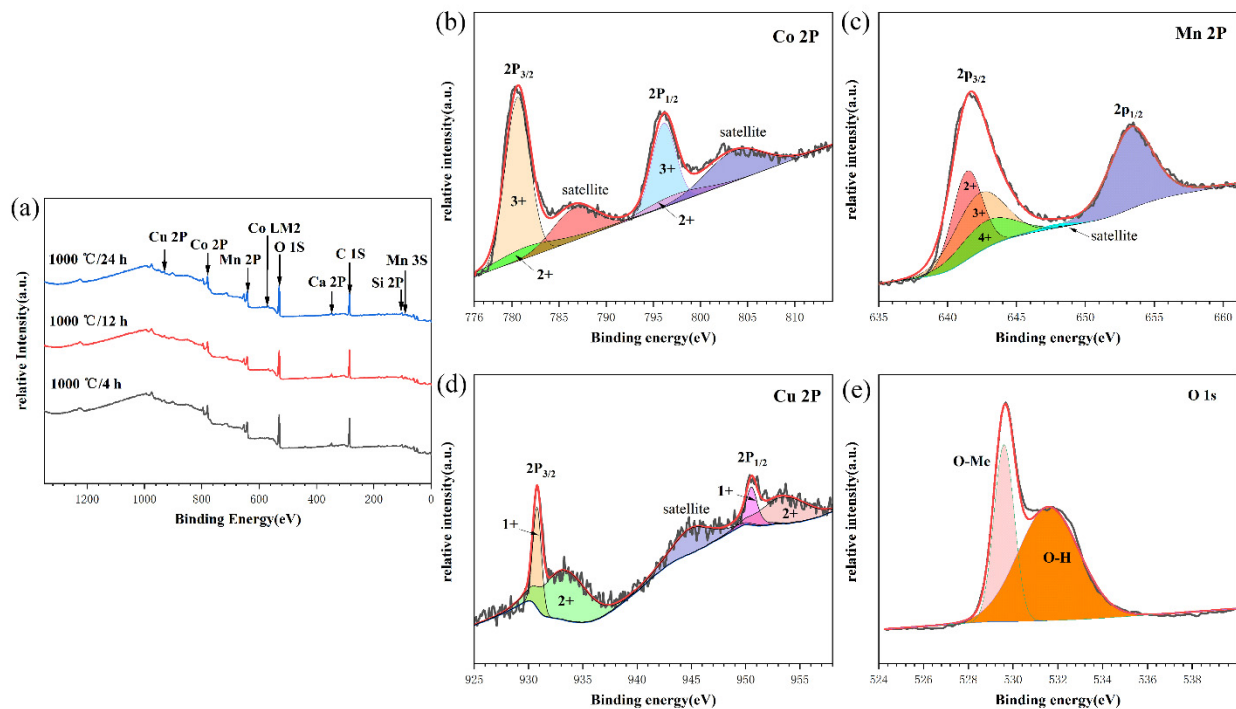 (a)
relative Intensity(a.u.)
1000 ℃/24 h
1000 ℃/12 h
1000 ℃/4 h
Cu 2P
Co 2P
Mn 2P
Co LM2
O 1S
Ca 2P
C 1S
Si 2P
Mn 3S
1200 1000 800 600 400 200 0
Binding Energy(eV)
(b)
Co 2P
relative intensity(a.u.)
2P3/2
3+
2+
satellite
2P1/2
3+
2+
satellite
776 780 785 790 795 800 805 810
Binding energy(eV)
(c)
Mn 2P
relative intensity(a.u.)
2p3/2
2+
3+
4+
2p1/2
satellite
635 640 645 650 655 660
Binding energy(eV)
(d)
Cu 2P
relative intensity(a.u.)
2P3/2
1+
2+
satellite
2P1/2
1+
2+
925 930 935 940 945 950 955
Binding energy(eV)
(e)
O 1s
relative intensity(a.u.)
O-Me
O-H
524 526 528 530 532 534 536 538
Binding energy(eV)